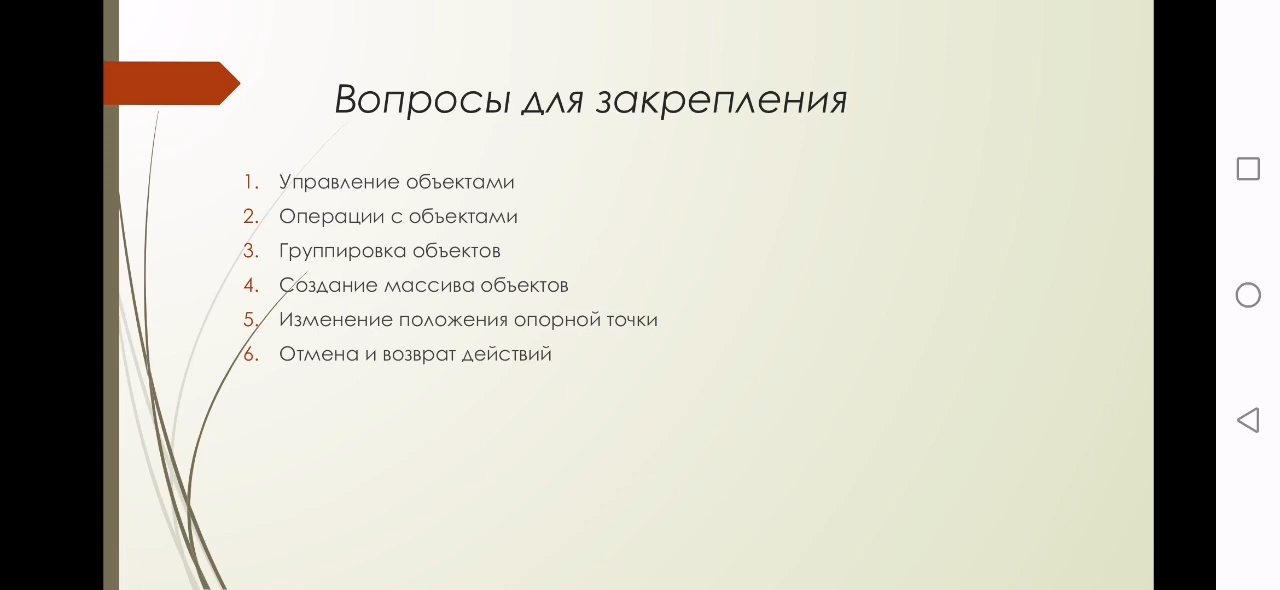 Вопросы для закрепления
1. Управление объектами
2. Операции с объектами
3. Группировка объектов
4. Создание массива объектов
5. Изменение положения опорной точки
6. Отмена и возврат действий